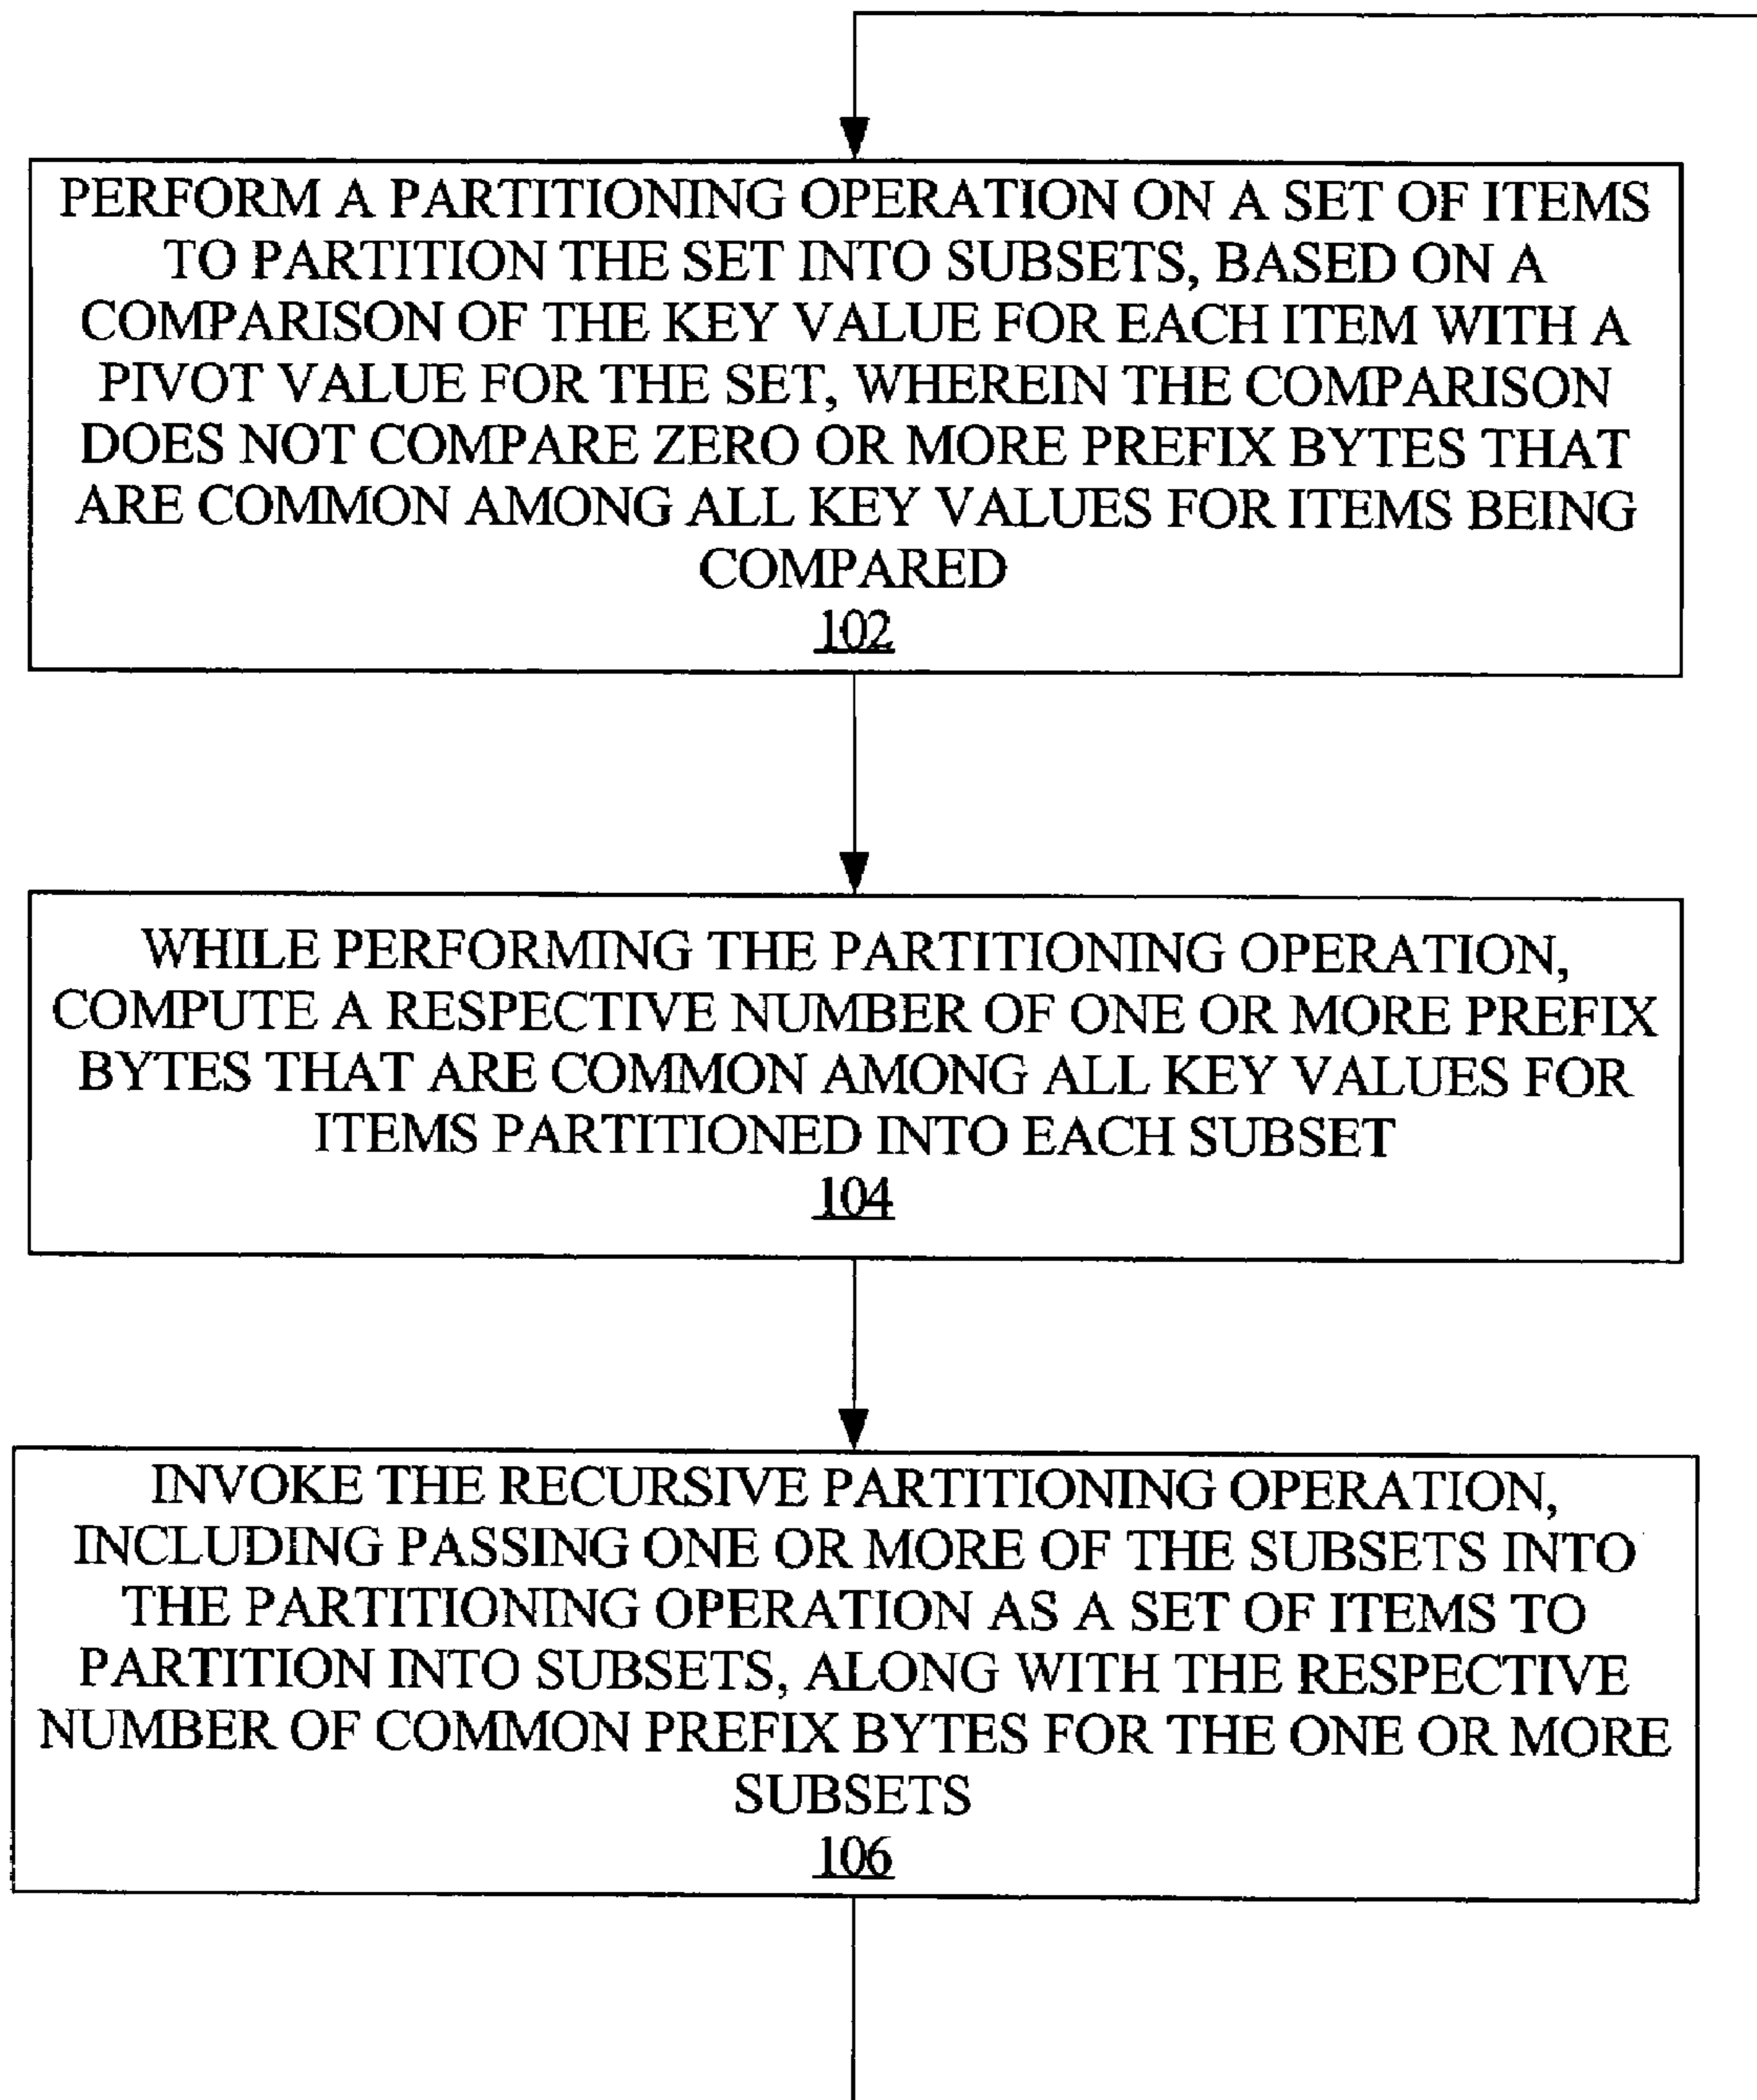 PERFORM A PARTITIONING OPERATION ON A SET OF ITEMS
TO PARTITION THE SET INTO SUBSETS, BASED ON A
COMPARISON OF THE KEY VALUE FOR EACH ITEM WITH A
PIVOT VALUE FOR THE SET, WHEREIN THE COMPARISON
DOES NOT COMPARE ZERO OR MORE PREFIX BYTES THAT
ARE COMMON AMONG ALL KEY VALUES FOR ITEMS BEING
COMPARED
102
WHILE PERFORMING THE PARTITIONING OPERATION,
COMPUTE A RESPECTIVE NUMBER OF ONE OR MORE PREFIX
BYTES THAT ARE COMMON AMONG ALL KEY VALUES FOR
ITEMS PARTITIONED INTO EACH SUBSET
104
INVOKE THE RECURSIVE PARTITIONING OPERATION,
INCLUDING PASSING ONE OR MORE OF THE SUBSETS INTO
THE PARTITIONING OPERATION AS A SET OF ITEMS TO
PARTITION INTO SUBSETS, ALONG WITH THE RESPECTIVE
NUMBER OF COMMON PREFIX BYTES FOR THE ONE OR MORE
SUBSETS
106